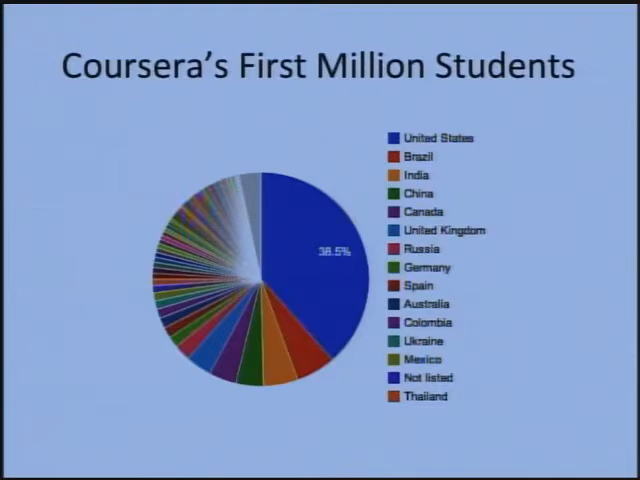 Coursera's First Million Students
38.5%
United States
Brazil
India
China
Canada
United Kingdom
Russia
Germany
Spain
Australia
Colombia
Ukraine
Mexico
Not listed
Thailand